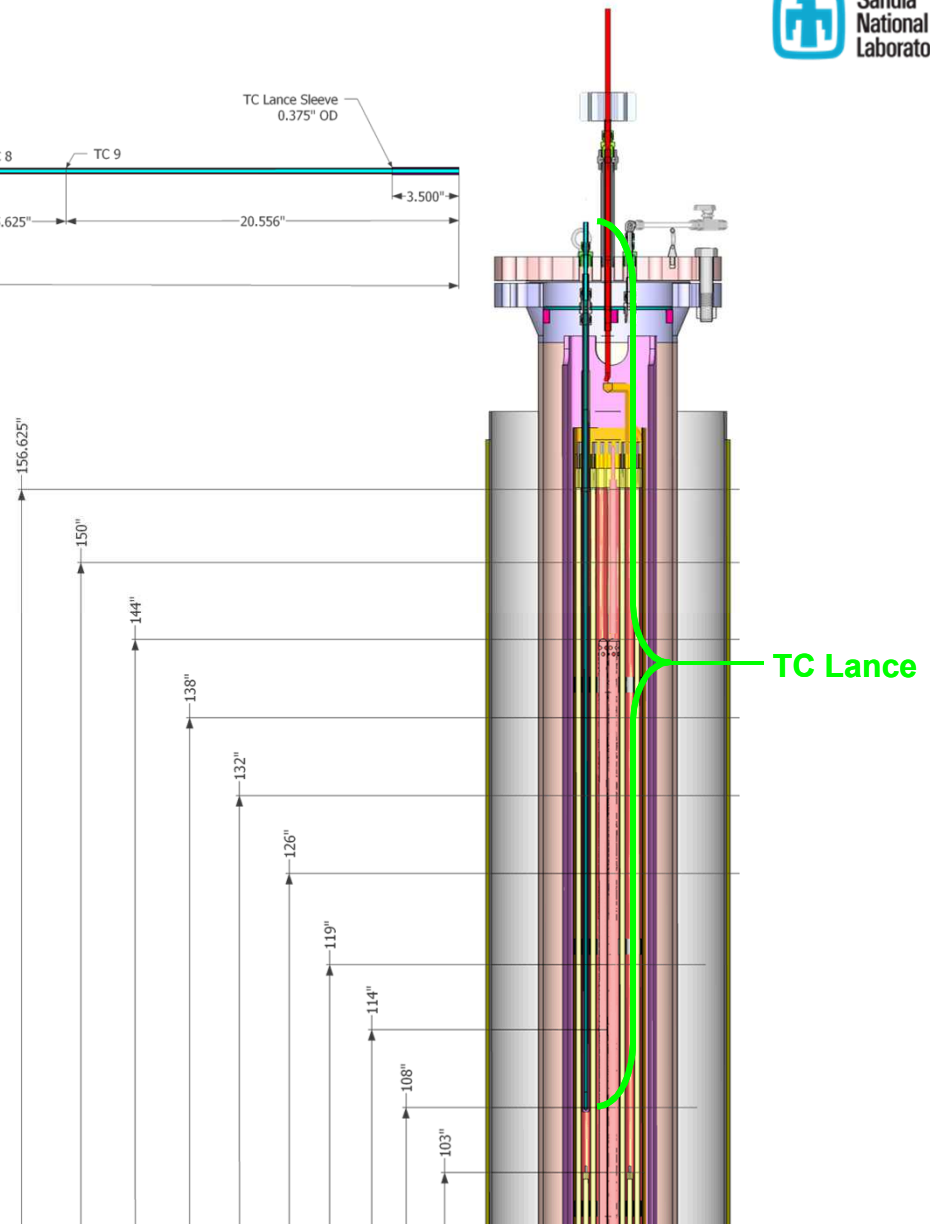 National
Laborato
TC Lance Sleeve
0.375" OD
8
TC 9
3.500"
.625"
20.556"
156.625"
150"
144"
138"
TC Lance
132"
126"
119"
114"
108"
103"